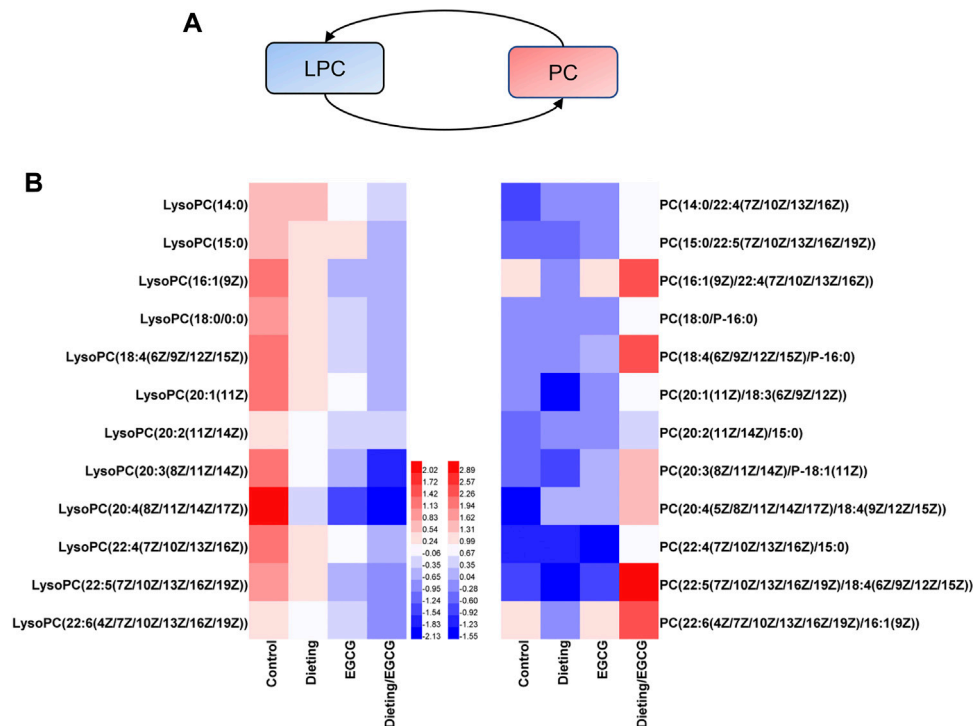 A
LPC
PC
B
LysoPC(14:0)
LysoPC(15:0)
LysoPC(16:1(9Z))
LysoPC(18:0/0:0)
LysoPC(18:4(6Z/9Z/12Z/15Z))
LysoPC(20:1(11Z)
LysoPC(20:2(11Z/14Z))
LysoPC(20:3(8Z/11Z/14Z)
LysoPC(20:4(8Z/11Z/14Z/17Z))
LysoPC(22:4(7Z/10Z/13Z/16Z)
LysoPC(22:5(7Z/10Z/13Z/16Z/19Z))
LysoPC(22:6(4Z/7Z/10Z/13Z/16Z/19Z))
Control
Dieting
EGCG
Dieting/EGCG
2.02
1.72
1.42
1.13
0.83
0.54
0.24
-0.06
-0.35
-0.65
-0.95
-1.24
-1.54
-1.83
-2.13
2.89
2.57
2.26
1.94
1.62
1.31
0.99
0.67
0.35
0.04
-0.28
-0.60
-0.92
-1.23
-1.55
PC(14:0/22:4(7Z/10Z/13Z/16Z))
PC(15:0/22:5(7Z/10Z/13Z/16Z/19Z))
PC(16:1(9Z)/22:4(7Z/10Z/13Z/16Z))
PC(18:0/P-16:0)
PC(18:4(6Z/9Z/12Z/15Z)/P-16:0)
PC(20:1(11Z)/18:3(6Z/9Z/12Z))
PC(20:2(11Z/14Z)/15:0)
PC(20:3(8Z/11Z/14Z)/P-18:1(11Z))
PC(20:4(5Z/8Z/11Z/14Z/17Z)/18:4(9Z/12Z/15Z))
PC(22:4(7Z/10Z/13Z/16Z)/15:0)
PC(22:5(7Z/10Z/13Z/16Z/19Z)/18:4(6Z/9Z/12Z/15Z))
PC(22:6(4Z/7Z/10Z/13Z/16Z/19Z)/16:1(9Z))
Control
Dieting
EGCG
Dieting/EGCG